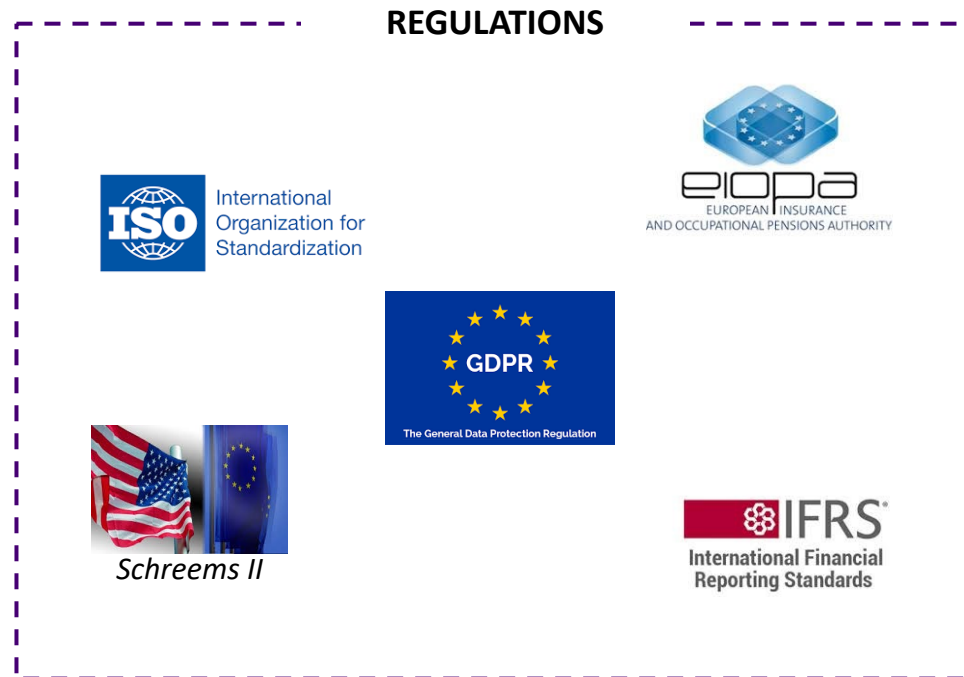 REGULATIONS
eiopa
EUROPEAN INSURANCE
AND OCCUPATIONAL PENSIONS AUTHORITY
ISO
International
Organization for
Standardization
GDPR
The General Data Protection Regulation
Schreems II
IFRS
International Financial
Reporting Standards